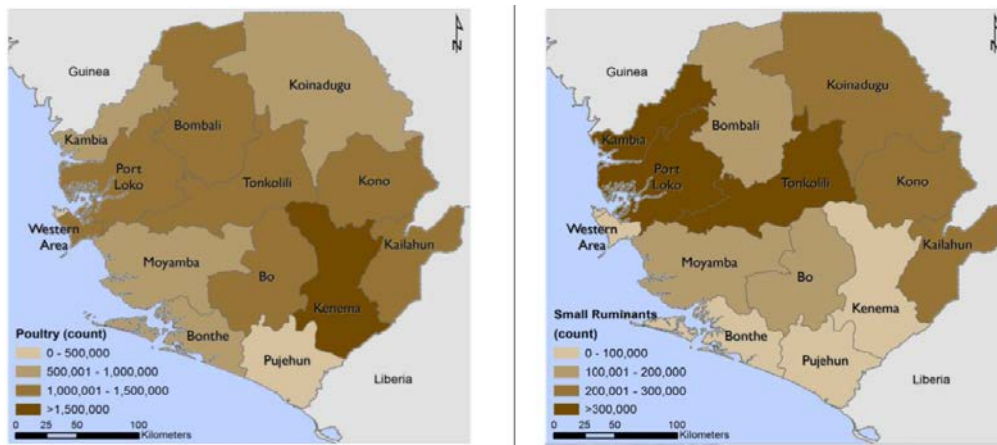 N
Guinea
Koinadugu
Bombali
Kambia
Port
Loko
Tonkolili
Kono
Western
Area
Kailahun
Moyamba
Bo
Kenema
Poultry (count)
Bonthe
0 - 500,000
Pujehun
500,001 - 1,000,000
1,000,001 - 1,500,000
Liberia
>1,500,000
0 25 50 100
Kilometers
N
Guinea
Koinadugu
Bombali
Kambia
Port
Loko
Tonkolili
Kono
Western
Area
Kailahun
Moyamba
Bo
Kenema
Small Ruminants
(count)
Bonthe
0 - 100,000
Pujehun
100,001 - 200,000
200,001 - 300,000
Liberia
>300,000
0 25 50 100
Kilometers